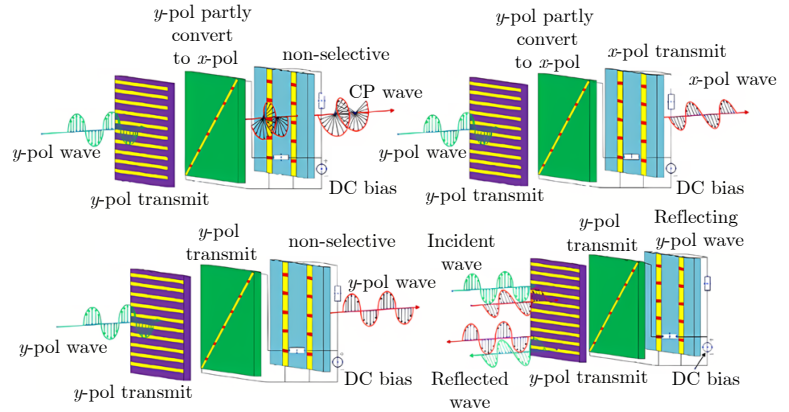 y-pol partly
convert
to x-pol
non-selective
CP wave
y-pol wave
y-pol transmit
DC bias
y-pol partly
convert
to x-pol
x-pol transmit
x-pol wave
y-pol wave
y-pol transmit
DC bias
y-pol
transmit
non-selective
y-pol wave
y-pol wave
y-pol transmit
DC bias
Incident
wave
y-pol
transmit
Reflecting
y-pol wave
Reflected
wave
y-pol transmit
DC bias